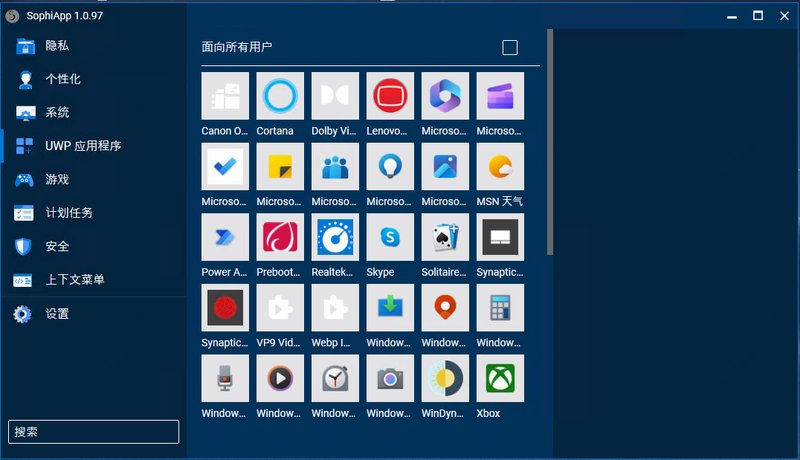 SophiApp 1.0.97
隐私
个性化
系统
UWP 应用程序
游戏
计划任务
安全
上下文菜单
设置
搜索
面向所有用户
Canon O...
Cortana
Dolby Vi...
Lenovo...
Microso...
Microso...
Microso...
Microso...
Microso...
Microso...
Microso...
MSN 天气
Power A...
Preboot...
Realtek...
Skype
Solitaire...
Synaptic...
Synaptic...
VP9 Vid...
Webp I...
Window...
Window...
Window...
Window...
Window...
Window...
Window...
WinDyn...
Xbox